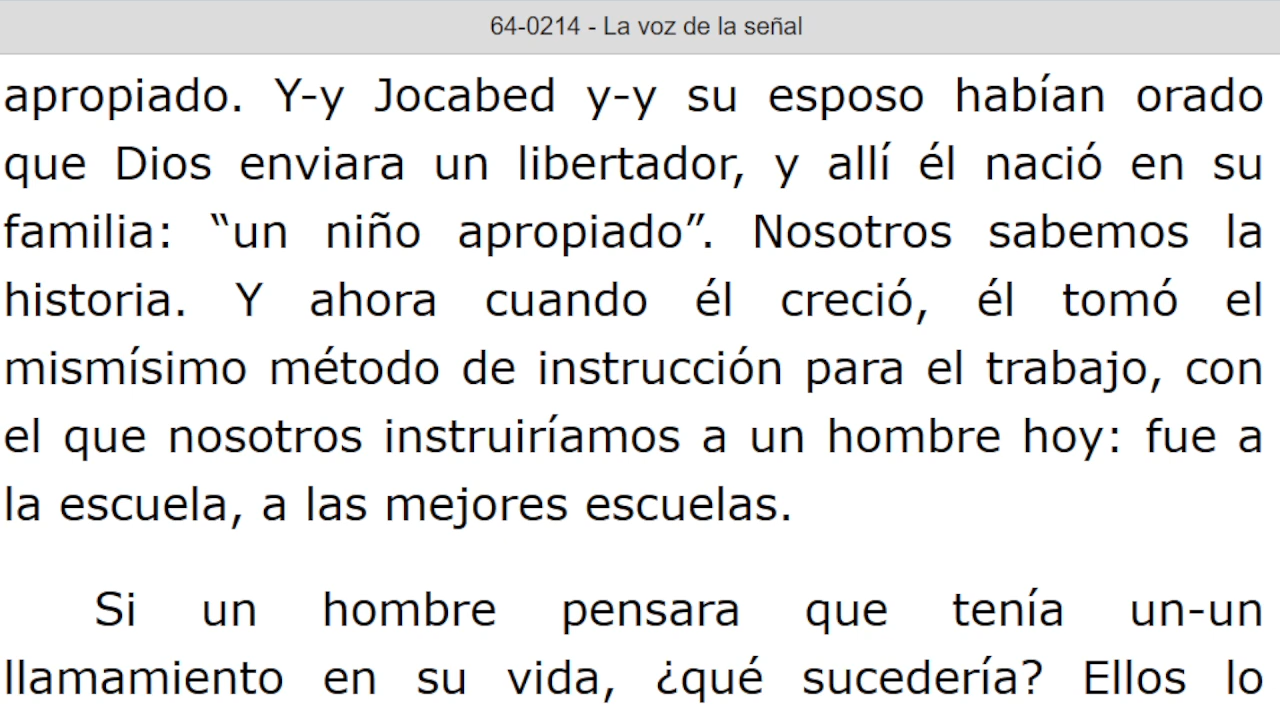 64-0214 - La voz de la señal
apropiado. Y-y Jocabed y-y su esposo habían orado
que Dios enviara un libertador, y allí él nació en su
familia: “un niño apropiado”. Nosotros sabemos la
historia. Y ahora cuando él creció, él tomó el
mismísimo método de instrucción para el trabajo, con
el que nosotros instruiríamos a un hombre hoy: fue a
la escuela, a las mejores escuelas.
Si un hombre pensara que tenía un-un
llamamiento en su vida, ¿qué sucedería? Ellos lo